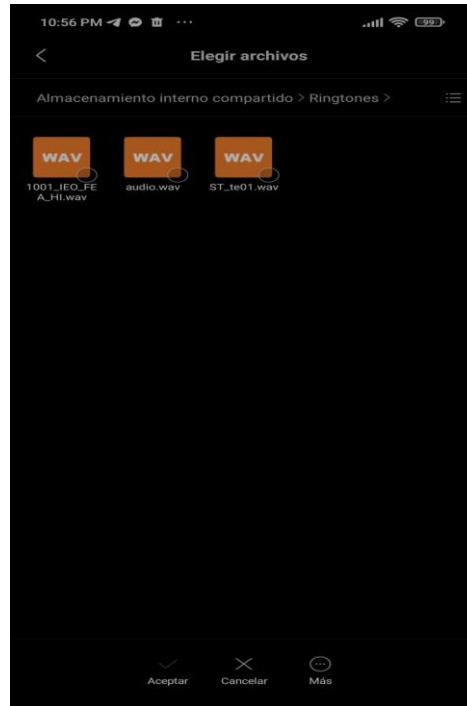 10:56 PM ... 99
Elegir archivos
Almacenamiento interno compartido > Ringtones >
WAV WAV WAV
1001_IEO_FE audio.wav ST_te01.wav
A_HI.wav
Aceptar Cancelar Más